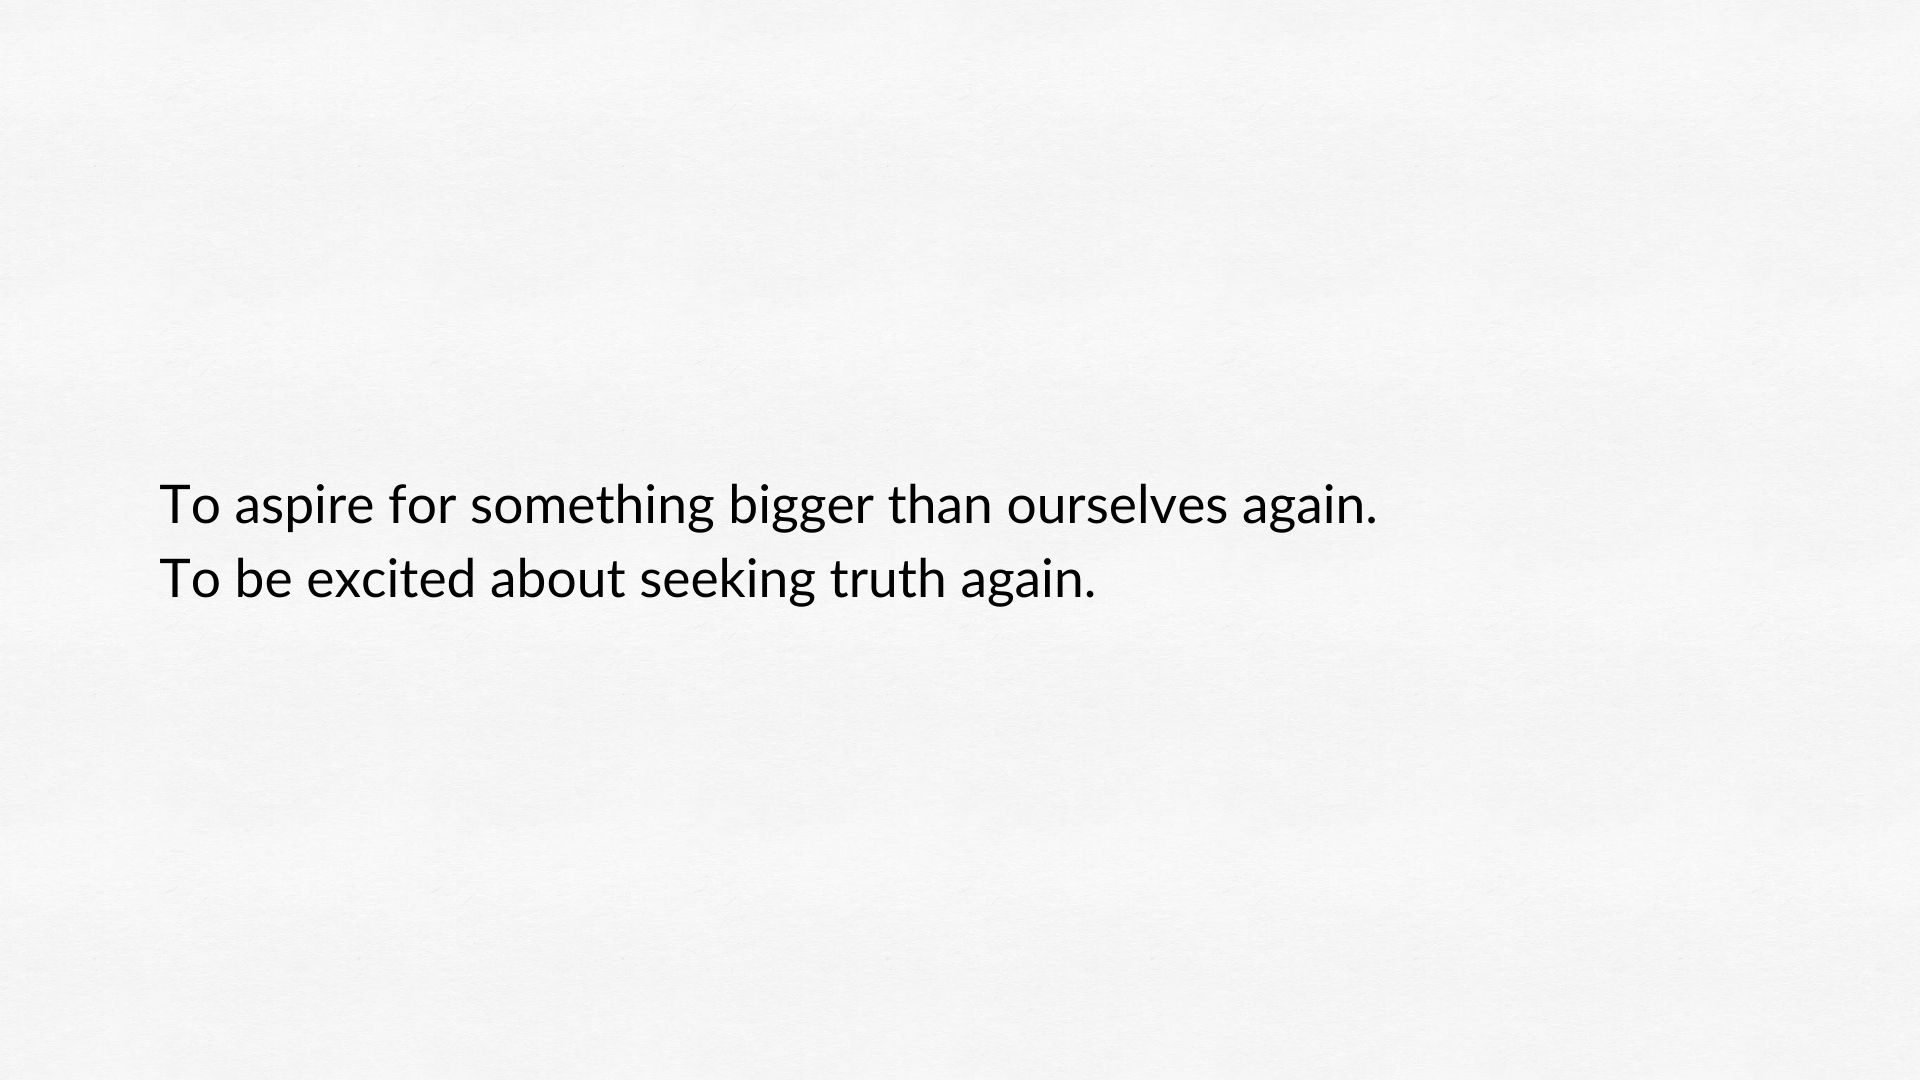 To aspire for something bigger than ourselves again.
To be excited about seeking truth again.